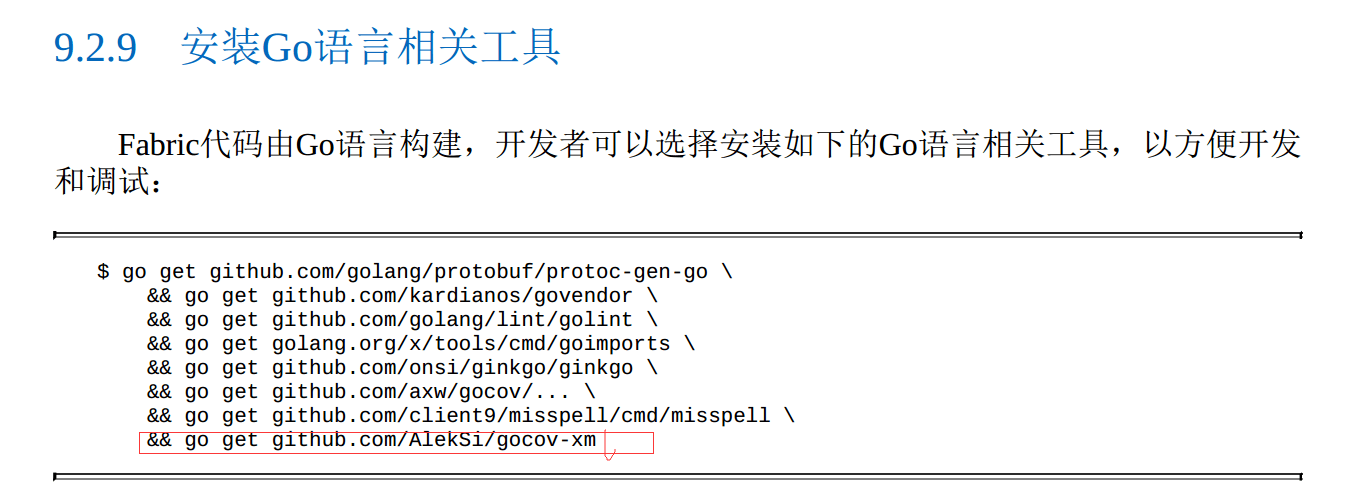 9.2.9 安装Go语言相关工具
Fabric代码由Go语言构建，开发者可以选择安装如下的Go语言相关工具，以方便开发
和调试：
$ go get github.com/golang/protobuf/protoc-gen-go \
&& go get github.com/kardianos/govendor \
&& go get github.com/golang/lint/golint \
&& go get golang.org/x/tools/cmd/goimports \
&& go get github.com/onsi/ginkgo/ginkgo \
&& go get github.com/axw/gocov/... \
&& go get github.com/client9/misspell/cmd/misspell \
&& go get github.com/AlekSi/gocov-xm